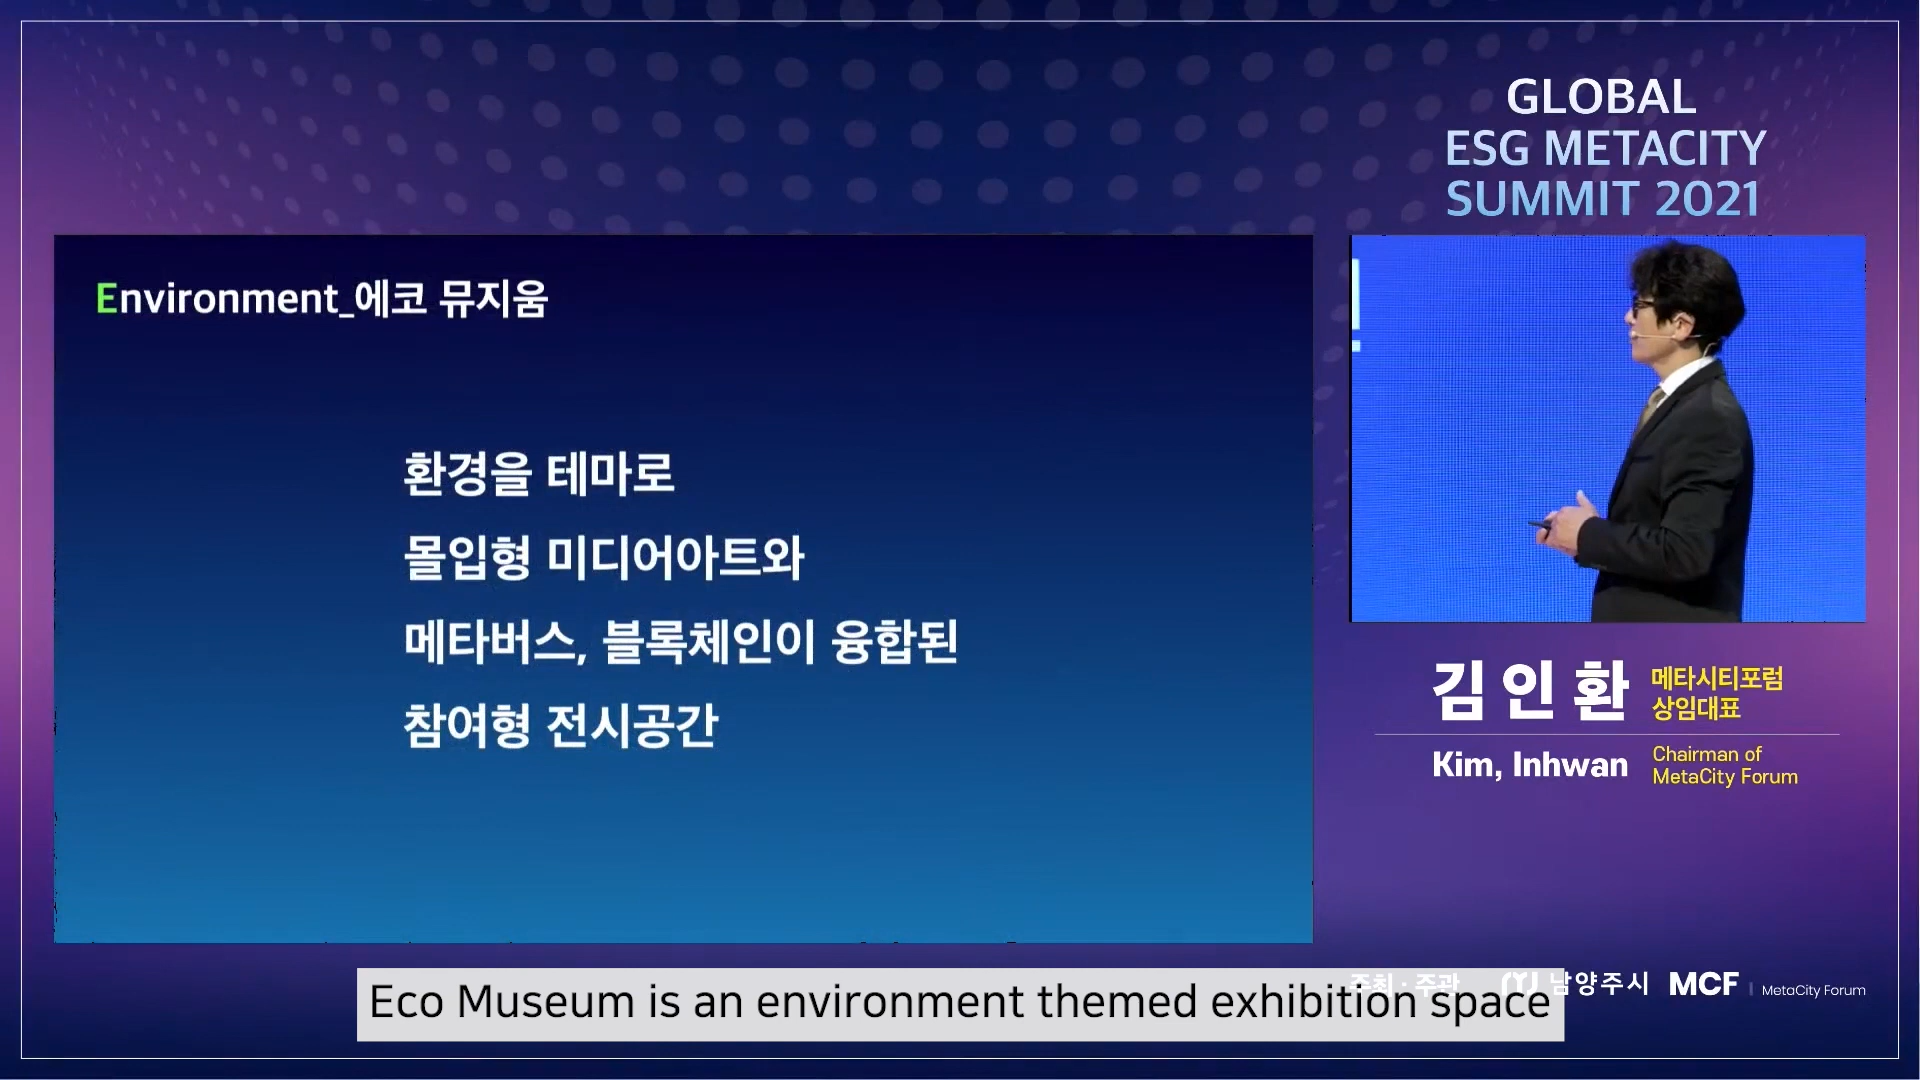 GLOBAL
ESG METACITY
SUMMIT 2021
Environment_에코 뮤지움
환경을 테마로
몰입형 미디어아트와
메타버스, 블록체인이 융합된
참여형 전시공간
김인환
메타시티포럼
상임대표
Kim, Inhwan
Chairman of
MetaCity Forum
주최·주관 남양주시 MCF | MetaCity Forum
Eco Museum is an environment themed exhibition space